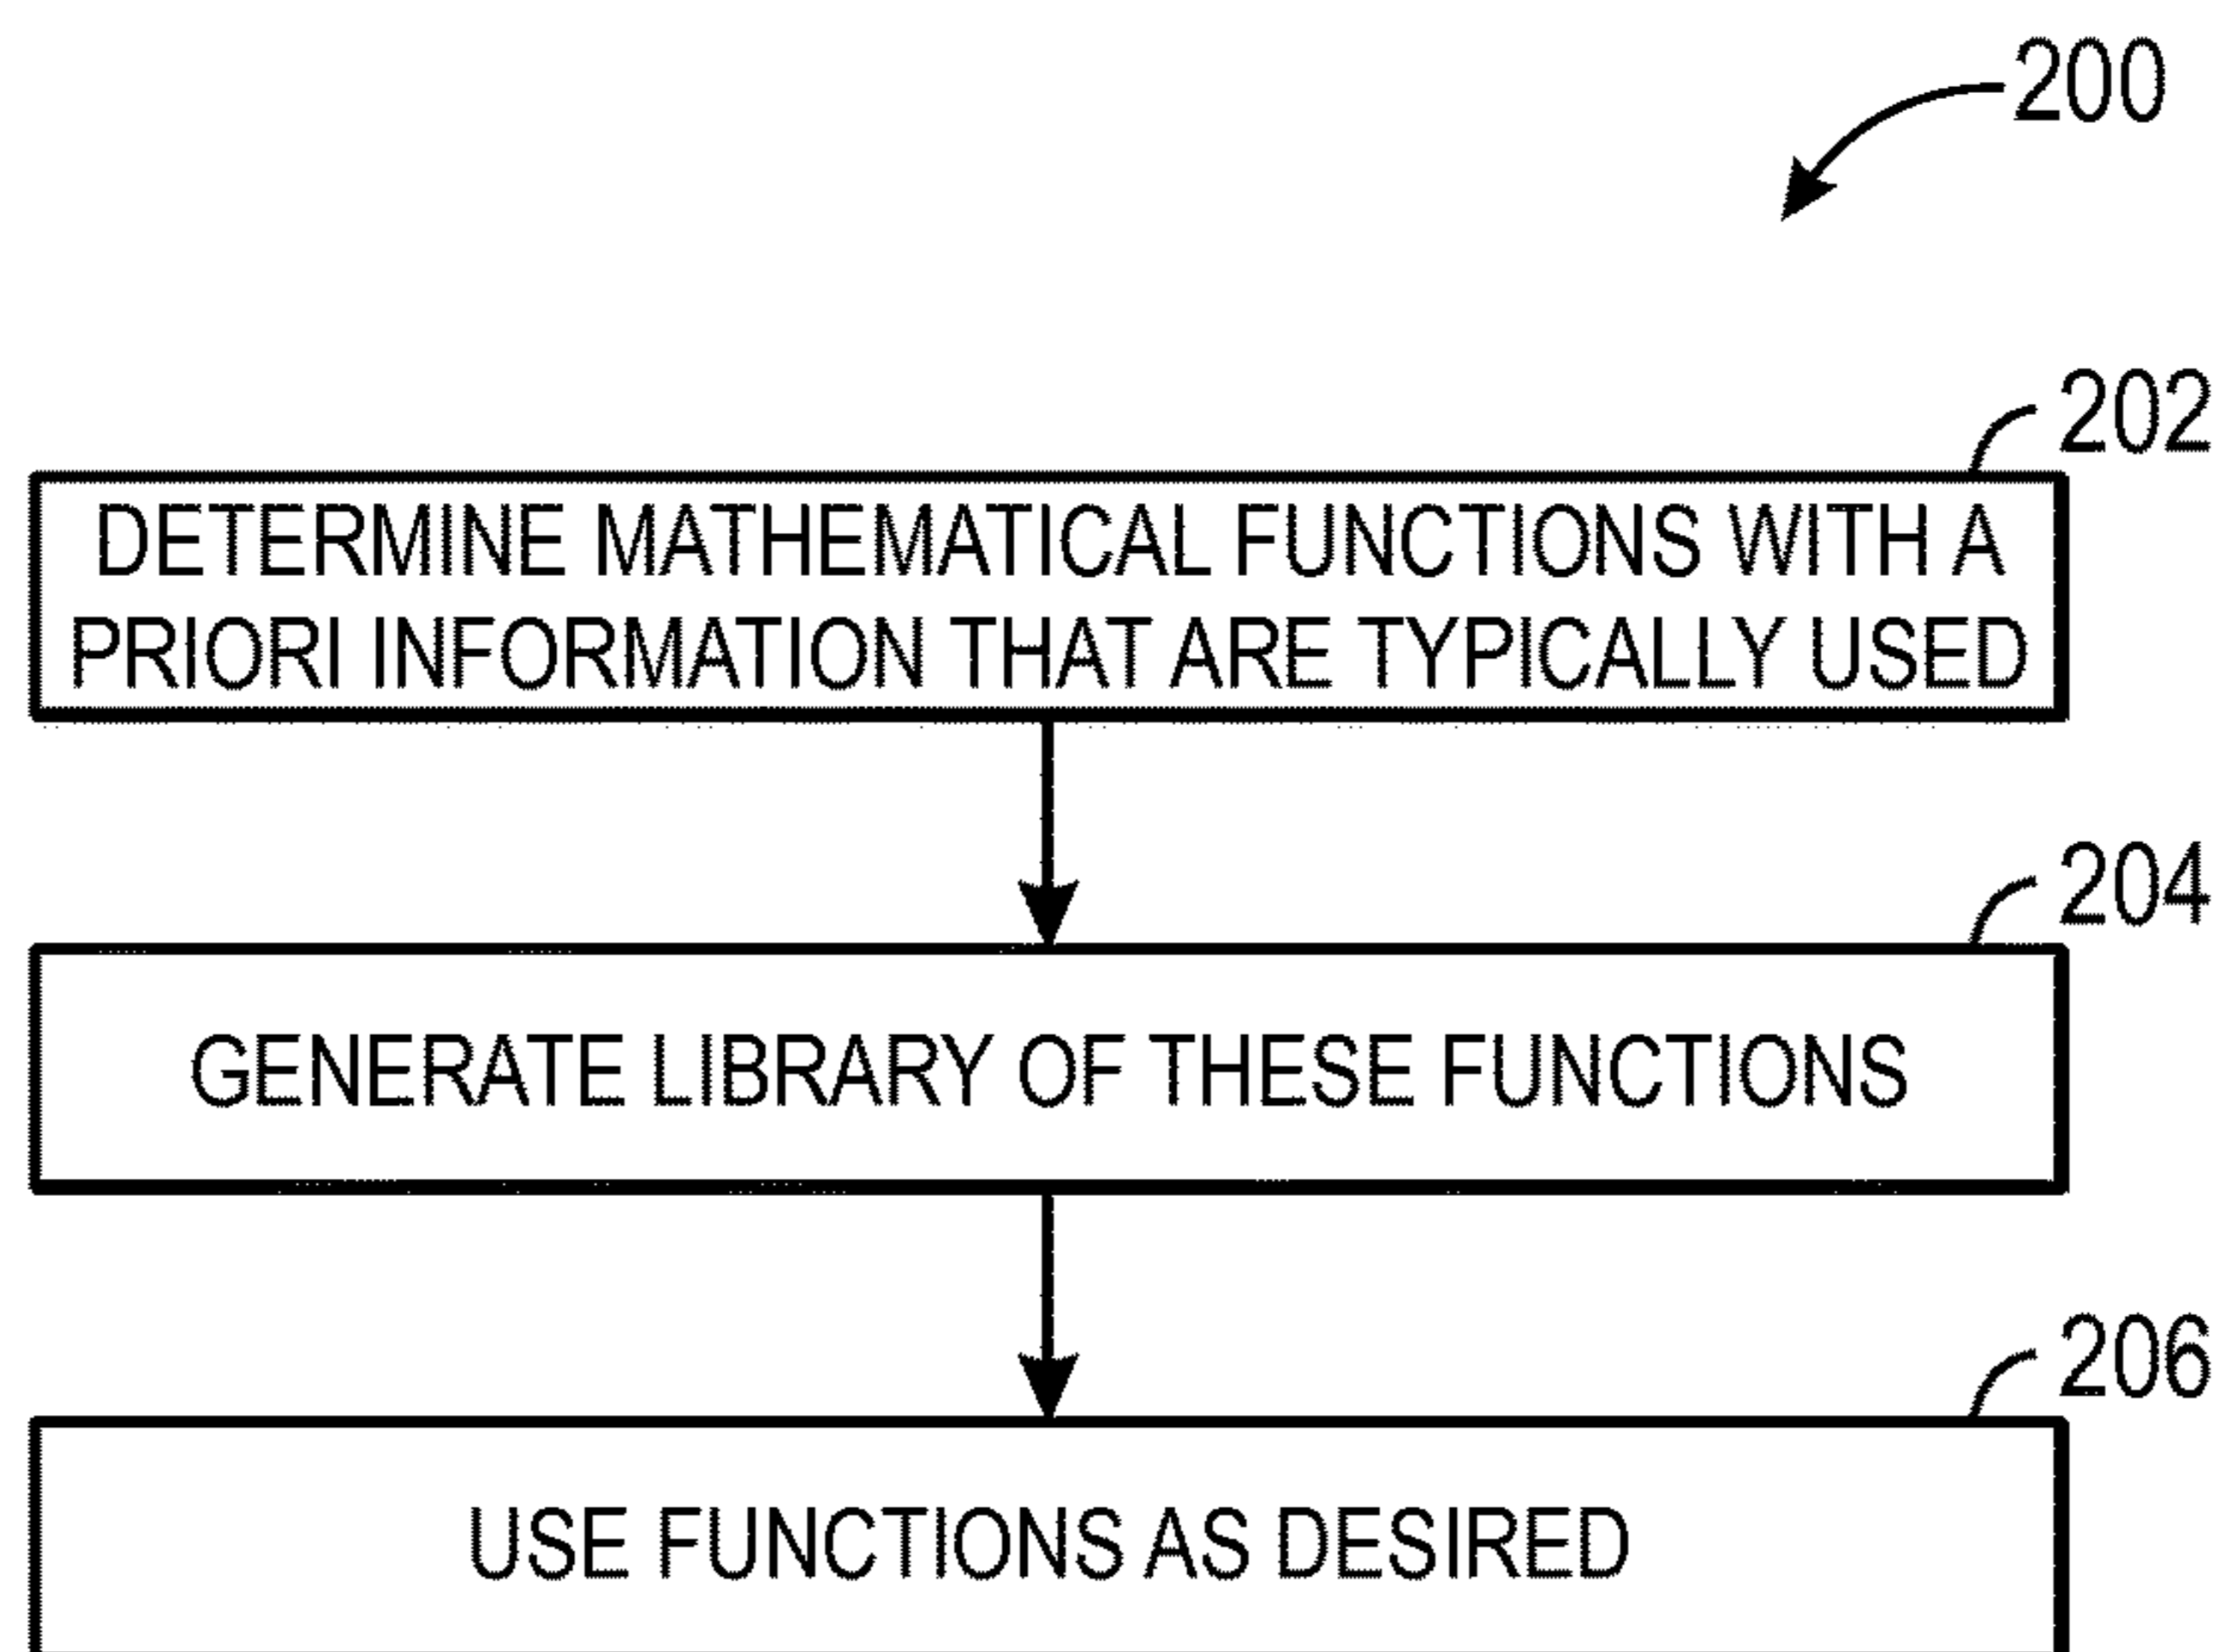 200
202
DETERMINE MATHEMATICAL FUNCTIONS WITH A
PRIORI INFORMATION THAT ARE TYPICALLY USED
204
GENERATE LIBRARY OF THESE FUNCTIONS
206
USE FUNCTIONS AS DESIRED